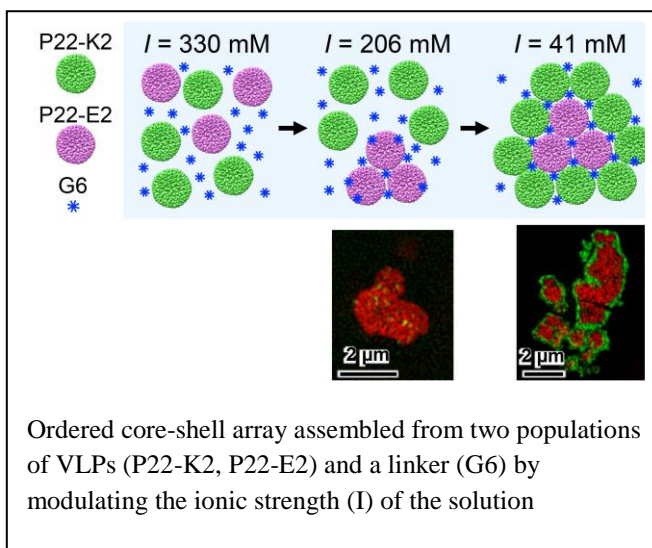 P22-K2
I = 330 mM
I = 206 mM
I = 41 mM
P22-E2
G6
2 µm
2 µm
Ordered core-shell array assembled from two populations
of VLPs (P22-K2, P22-E2) and a linker (G6) by
modulating the ionic strength (I) of the solution